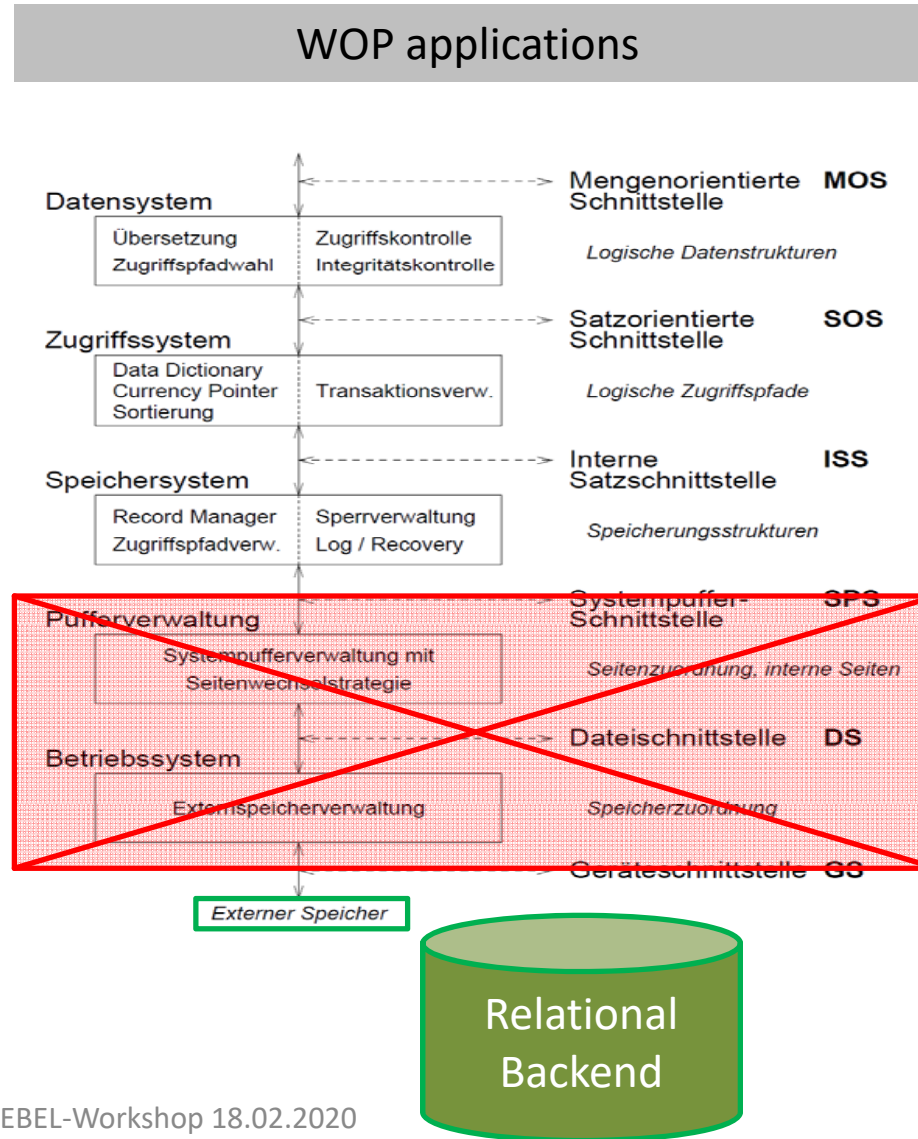 WOP applications
Mengenorientierte MOS
Schnittstelle
Datensystem
Übersetzung Zugriffskontrolle
Zugriffspfadwahl Integritätskontrolle
Logische Datenstrukturen
Satzorientierte SOS
Schnittstelle
Zugriffssystem
Data Dictionary
Currency Pointer Transaktionsverw.
Sortierung
Logische Zugriffspfade
Interne ISS
Satzschnittstelle
Speichersystem
Record Manager Sperrverwaltung
Zugriffspfadverw. Log / Recovery
Speicherungsstrukturen
Systempuffer- SPS
Schnittstelle
Pufferverwaltung
Systempufferverwaltung mit
Seitenwechselstrategie
Seitenzuordnung, interne Seiten
Dateischnittstelle DS
Betriebssystem
Externspeicherverwaltung
Speicherzuordnung
Geräteschnittstelle GS
Externer Speicher
Relational
Backend
EBEL-Workshop 18.02.2020